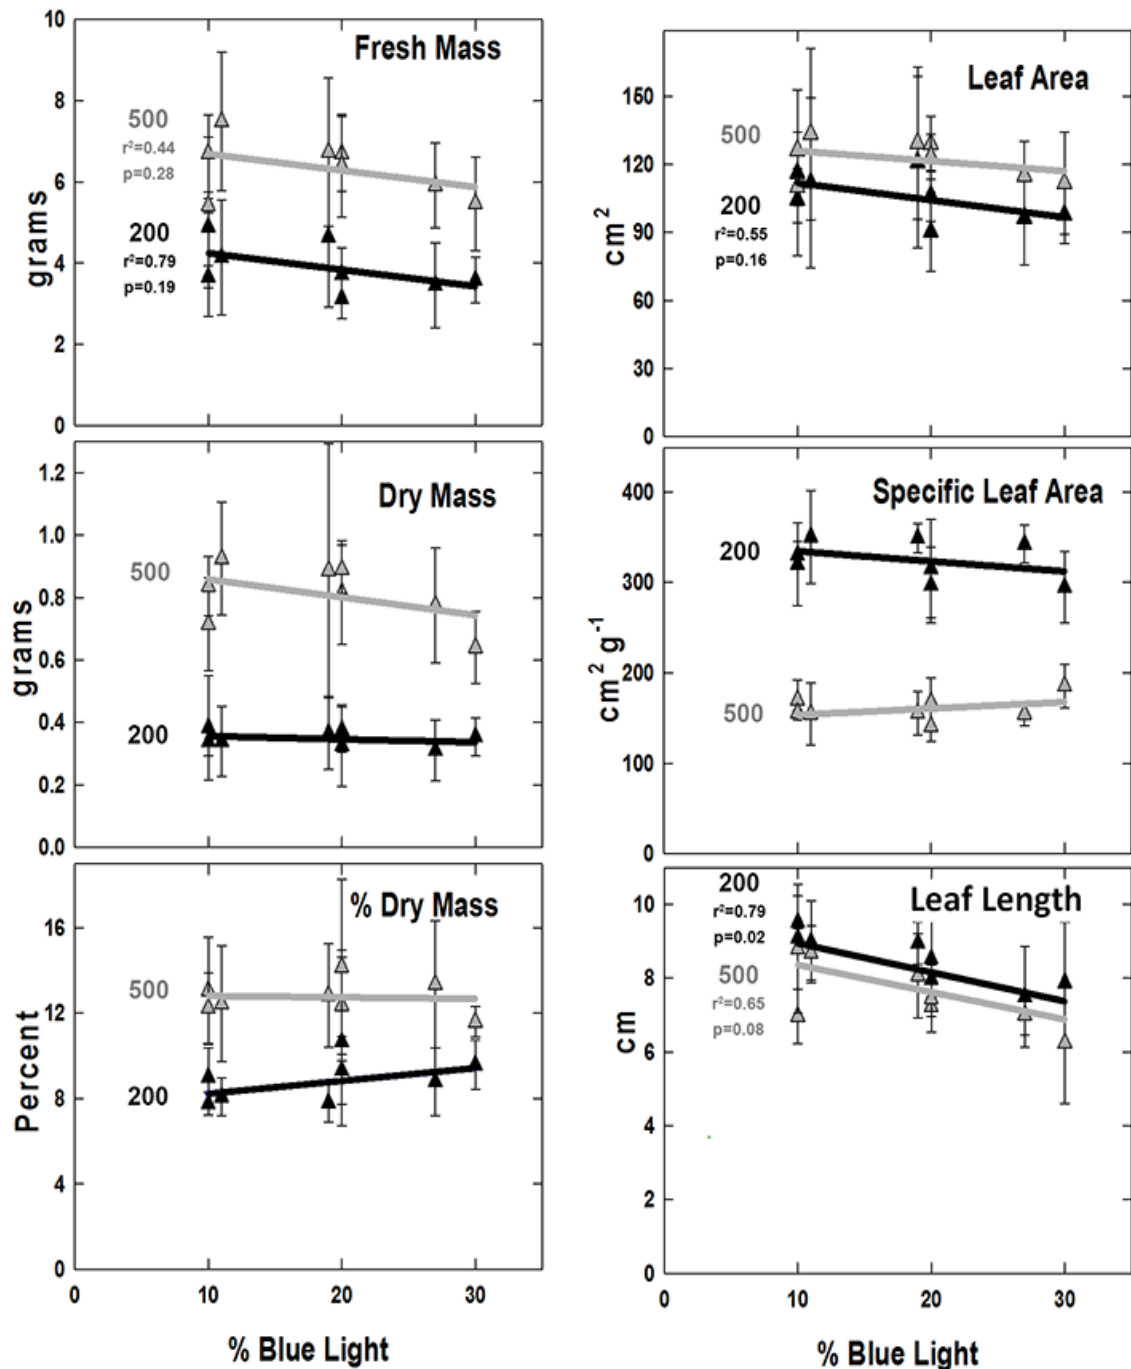 Fresh Mass
10
8
6
4
2
0
grams
500
r²=0.44
p=0.28
200
r²=0.79
p=0.19
Leaf Area
160
120
90
60
30
0
cm²
500
200
r²=0.55
p=0.16
Dry Mass
1.2
1.0
0.8
0.6
0.4
0.2
0.0
grams
500
200
Specific Leaf Area
400
300
200
100
0
cm² g⁻¹
200
500
% Dry Mass
16
12
8
4
0
Percent
500
200
0 10 20 30
% Blue Light
Leaf Length
10
8
6
4
2
0
cm
200
r²=0.79
p=0.02
500
r²=0.65
p=0.08
0 10 20 30
% Blue Light